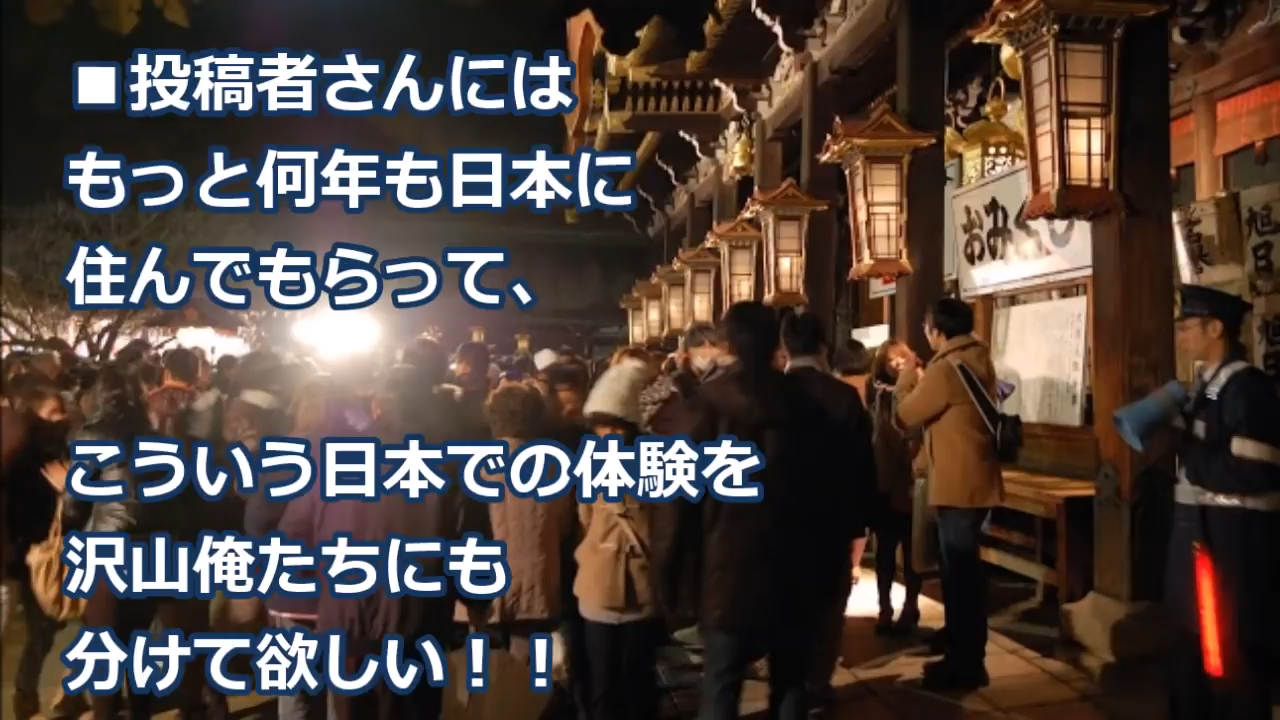 ■投稿者さんには
もっと何年も日本に
住んでもらって、
こういう日本での体験を
沢山俺たちにも
分けて欲しい！！
おみくじ
旭日